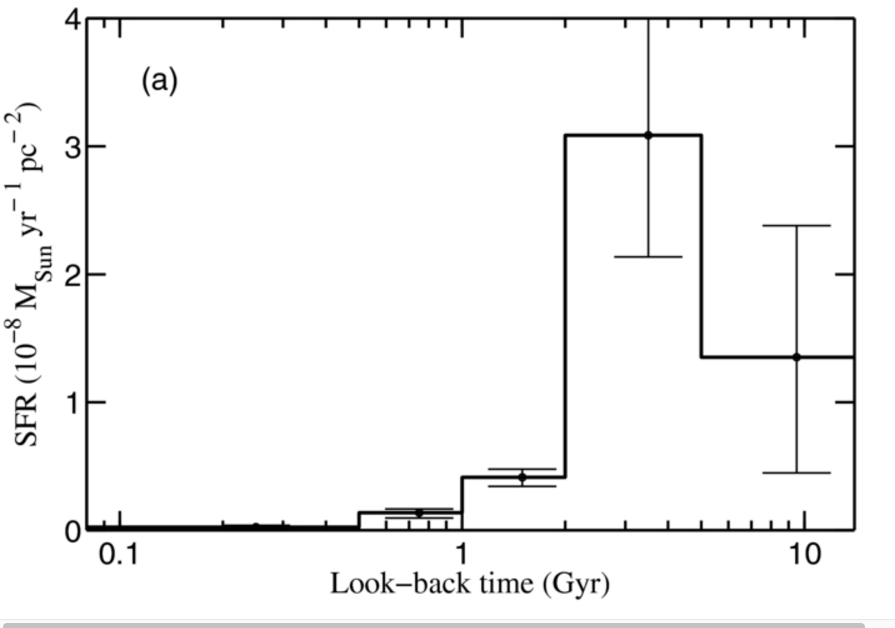 (a)
4
3
2
1
0
SFR (10⁻⁸ M_Sun yr⁻¹ pc⁻²)
0.1
1
10
Look−back time (Gyr)